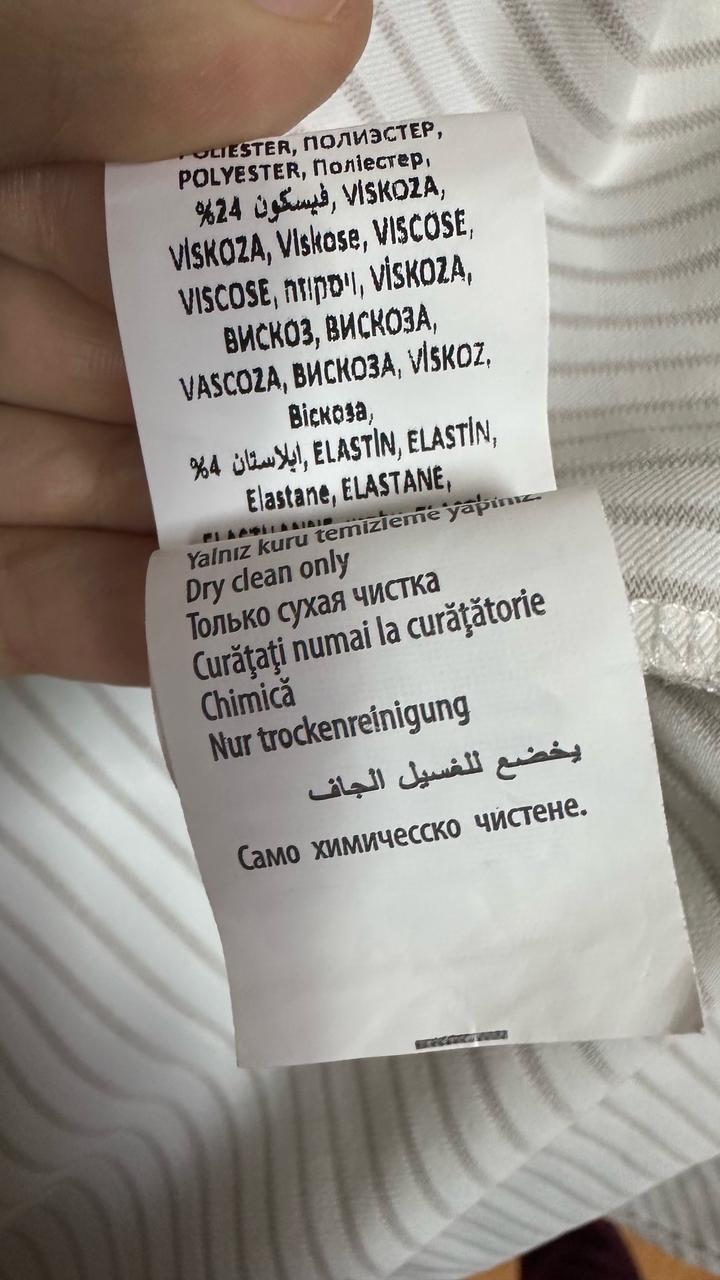 POLIESTER, ПОЛИЭСТЕР,
POLYESTER, Поліестер,
%24 فيسكون, VİSKOZA,
VİSKOZA, Viskose, VISCOSE,
VISCOSE, ויסקוזה, VİSKOZA,
ВИСКОЗ, ВИСКОЗА,
VASCOZA, ВИСКОЗА, VİSKOZ,
Віскоза,
%4 ايلاستان, ELASTİN, ELASTİN,
Elastane, ELASTANE,
Yalnız kuru temizleme yapınız.
Dry clean only
Только сухая чистка
Curăţaţi numai la curăţătorie
Chimică
Nur trockenreinigung
يخضع للغسيل الجاف
Само химичесско чистене.